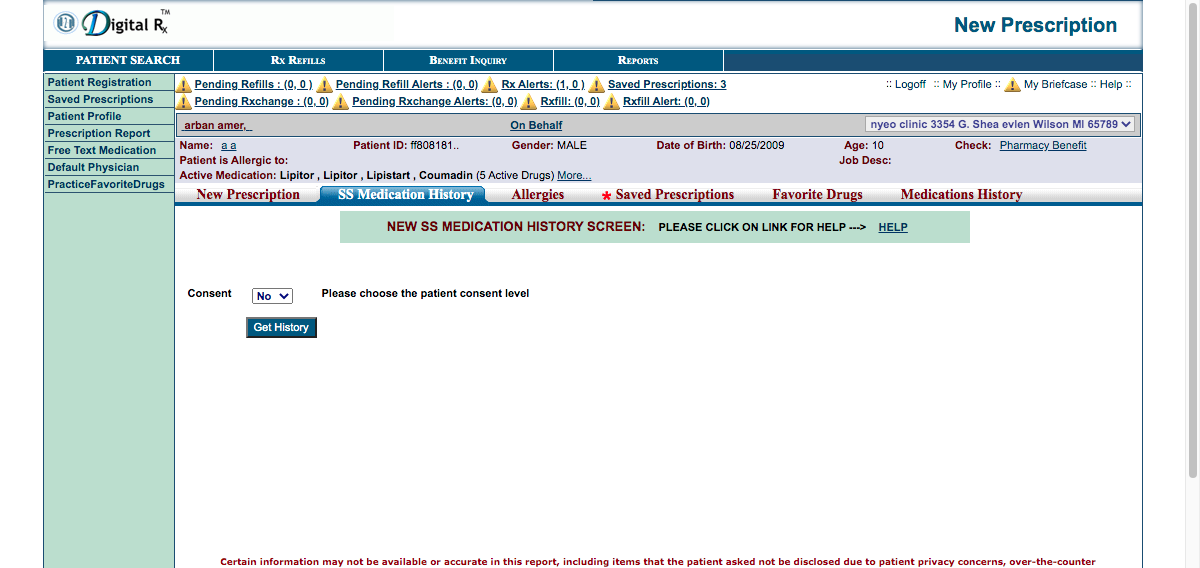 Digital Rx TM
New Prescription
PATIENT SEARCH RX REFILLS BENEFIT INQUIRY REPORTS
Patient Registration
Saved Prescriptions
Patient Profile
Prescription Report
Free Text Medication
Default Physician
PracticeFavoriteDrugs
Pending Refills : (0, 0 ) Pending Refill Alerts : (0, 0) Rx Alerts: (1, 0 ) Saved Prescriptions: 3 :: Logoff :: My Profile :: My Briefcase :: Help ::
Pending Rxchange : (0, 0) Pending Rxchange Alerts: (0, 0) Rxfill: (0, 0) Rxfill Alert: (0, 0)
arban amer, On Behalf nyeo clinic 3354 G. Shea evlen Wilson MI 65789
Name: a a Patient ID: ff808181.. Gender: MALE Date of Birth: 08/25/2009 Age: 10 Check: Pharmacy Benefit
Patient is Allergic to: Job Desc:
Active Medication: Lipitor , Lipitor , Lipistart , Coumadin (5 Active Drugs) More...
New Prescription SS Medication History Allergies * Saved Prescriptions Favorite Drugs Medications History
NEW SS MEDICATION HISTORY SCREEN: PLEASE CLICK ON LINK FOR HELP ---> HELP
Consent No Please choose the patient consent level
Get History
Certain information may not be available or accurate in this report, including items that the patient asked not be disclosed due to patient privacy concerns, over-the-counter